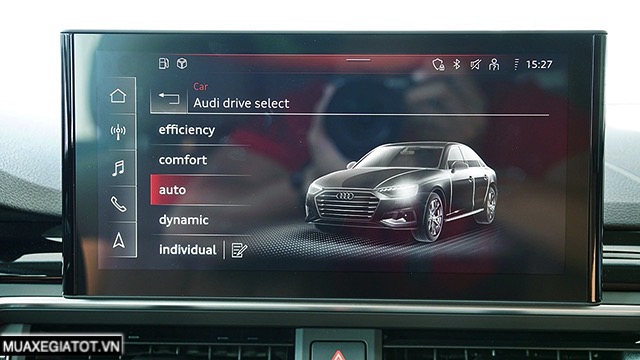 15:27
Car
Audi drive select
efficiency
comfort
auto
dynamic
individual
MUAXEGIATOT.VN